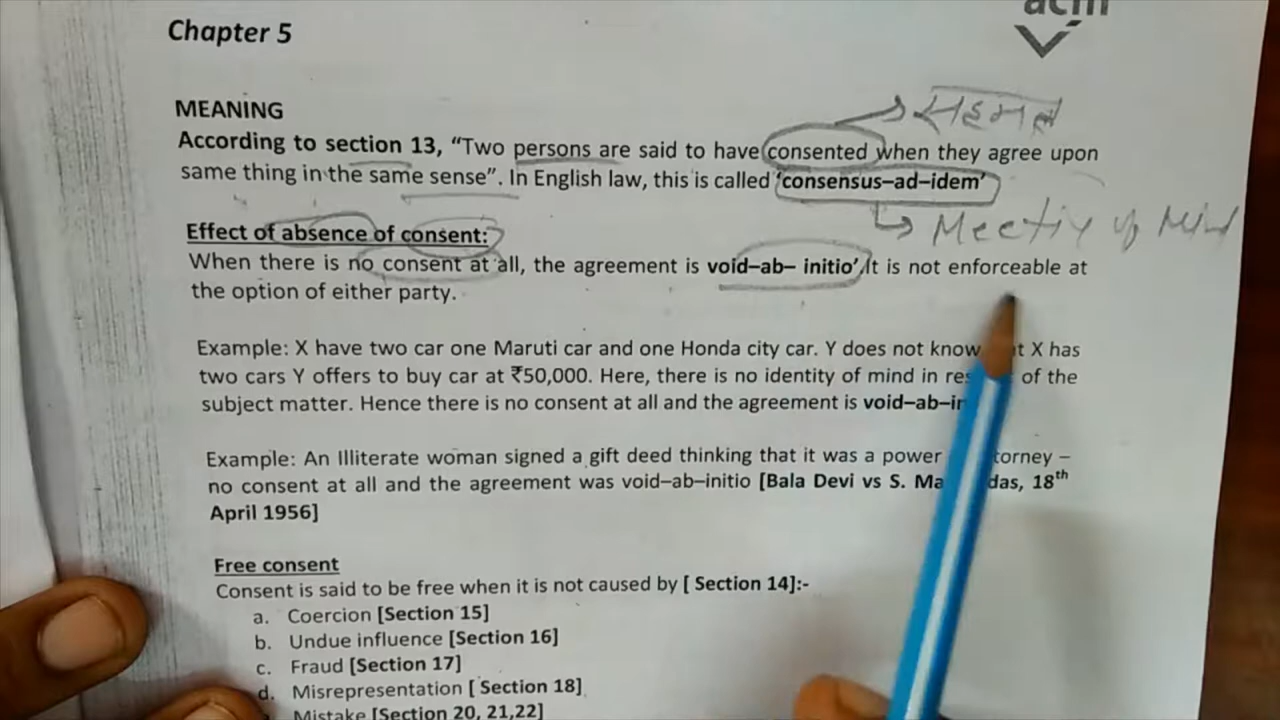 acm
Chapter 5
MEANING
सहमत
According to section 13, “Two persons are said to have consented when they agree upon
same thing in the same sense”. In English law, this is called ‘consensus–ad–idem’
Meeting of Mind
Effect of absence of consent:
When there is no consent at all, the agreement is void–ab– initio’.It is not enforceable at
the option of either party.
Example: X have two car one Maruti car and one Honda city car. Y does not know X has
two cars Y offers to buy car at ₹50,000. Here, there is no identity of mind in of the
subject matter. Hence there is no consent at all and the agreement is void–ab–
Example: An Illiterate woman signed a gift deed thinking that it was a power –
no consent at all and the agreement was void–ab–initio [Bala Devi vs S. 18th
April 1956]
Free consent
Consent is said to be free when it is not caused by [ Section 14]:-
a. Coercion [Section 15]
b. Undue influence [Section 16]
c. Fraud [Section 17]
d. Misrepresentation [ Section 18]
Mistake [Section 20, 21,22]